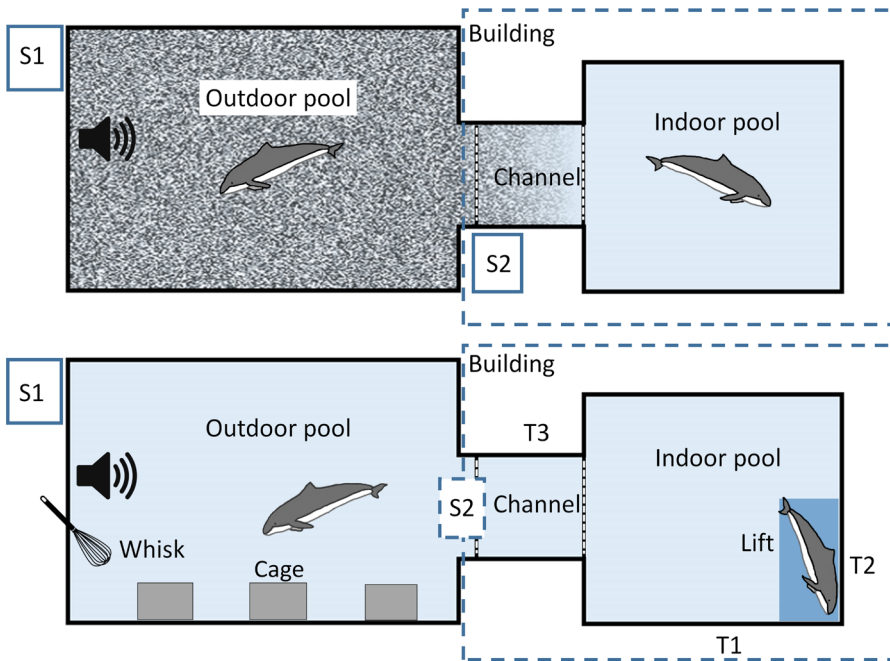 S1
Building
Outdoor pool
Indoor pool
Channel
S2
Building
S1
T3
Outdoor pool
Indoor pool
S2
Channel
Lift
Whisk
T2
Cage
T1